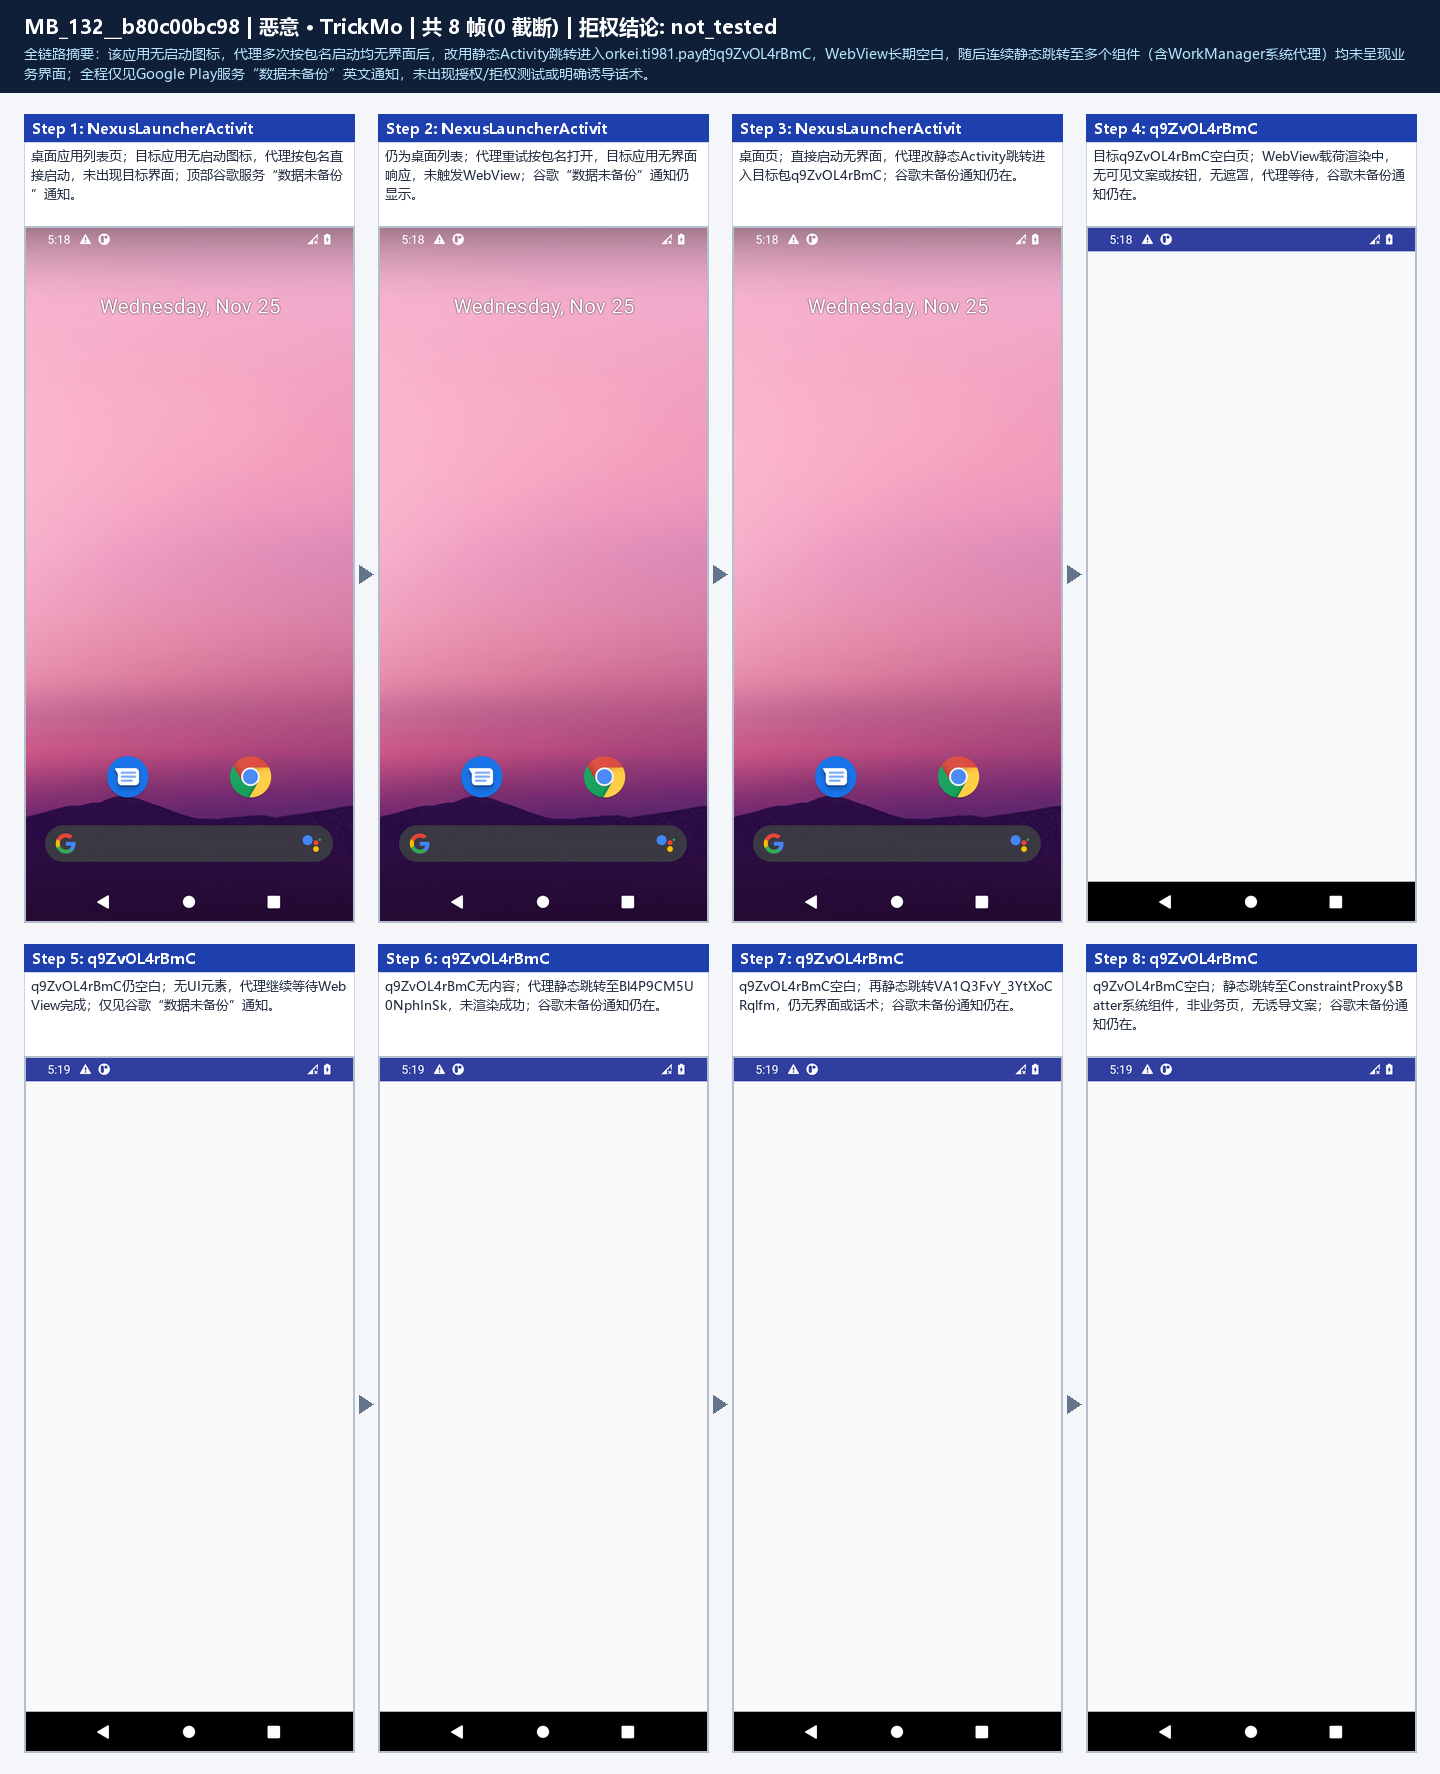 MB_132__b80c00bc98 | 恶意 • TrickMo | 共 8 帧(0 截断) | 拒权结论: not_tested
全链路摘要：该应用无启动图标，代理多次按包名启动均无界面后，改用静态Activity跳转进入orkei.ti981.pay的q9ZvOL4rBmC，WebView长期空白，随后连续静态跳转至多个组件（含WorkManager系统代理）均未呈现业
务界面；全程仅见Google Play服务“数据未备份”英文通知，未出现授权/拒权测试或明确诱导话术。
Step 1: NexusLauncherActivit
桌面应用列表页；目标应用无启动图标，代理按包名直
接启动，未出现目标界面；顶部谷歌服务“数据未备份
”通知。
5:18
Wednesday, Nov 25
Step 2: NexusLauncherActivit
仍为桌面列表；代理重试按包名打开，目标应用无界面
响应，未触发WebView；谷歌“数据未备份”通知仍
显示。
5:18
Wednesday, Nov 25
Step 3: NexusLauncherActivit
桌面页；直接启动无界面，代理改静态Activity跳转进
入目标包q9ZvOL4rBmC；谷歌未备份通知仍在。
5:18
Wednesday, Nov 25
Step 4: q9ZvOL4rBmC
目标q9ZvOL4rBmC空白页；WebView载荷渲染中，
无可见文案或按钮，无遮罩，代理等待，谷歌未备份通
知仍在。
5:18
Step 5: q9ZvOL4rBmC
q9ZvOL4rBmC仍空白；无UI元素，代理继续等待Web
View完成；仅见谷歌“数据未备份”通知。
5:19
Step 6: q9ZvOL4rBmC
q9ZvOL4rBmC无内容；代理静态跳转至Bl4P9CM5U
0NphInSk，未渲染成功；谷歌未备份通知仍在。
5:19
Step 7: q9ZvOL4rBmC
q9ZvOL4rBmC空白；再静态跳转VA1Q3FvY_3YtXoC
Rqlfm，仍无界面或话术；谷歌未备份通知仍在。
5:19
Step 8: q9ZvOL4rBmC
q9ZvOL4rBmC空白；静态跳转至ConstraintProxy$B
atter系统组件，非业务页，无诱导文案；谷歌未备份通
知仍在。
5:19